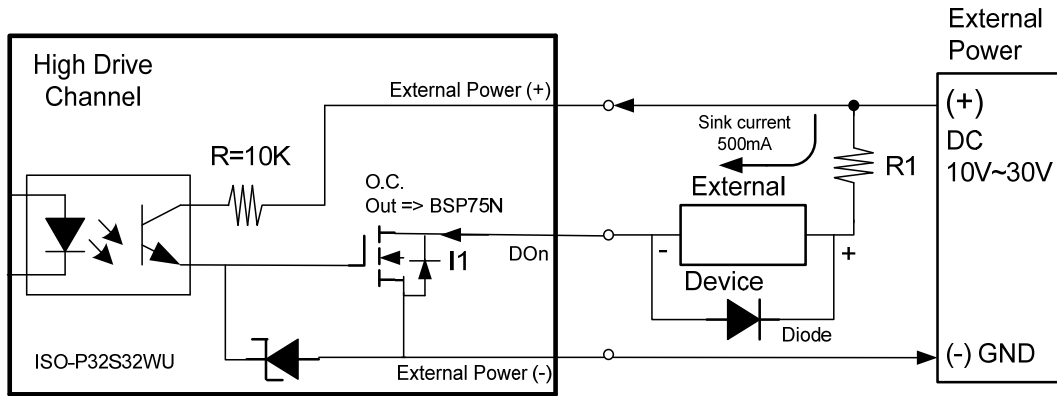 External
Power
High Drive
Channel
External Power (+)
(+)
Sink current
500mA
DC
10V~30V
R=10K
R1
O.C.
Out => BSP75N
External
I1
DOn
-
+
Device
Diode
ISO-P32S32WU
External Power (-)
(-) GND